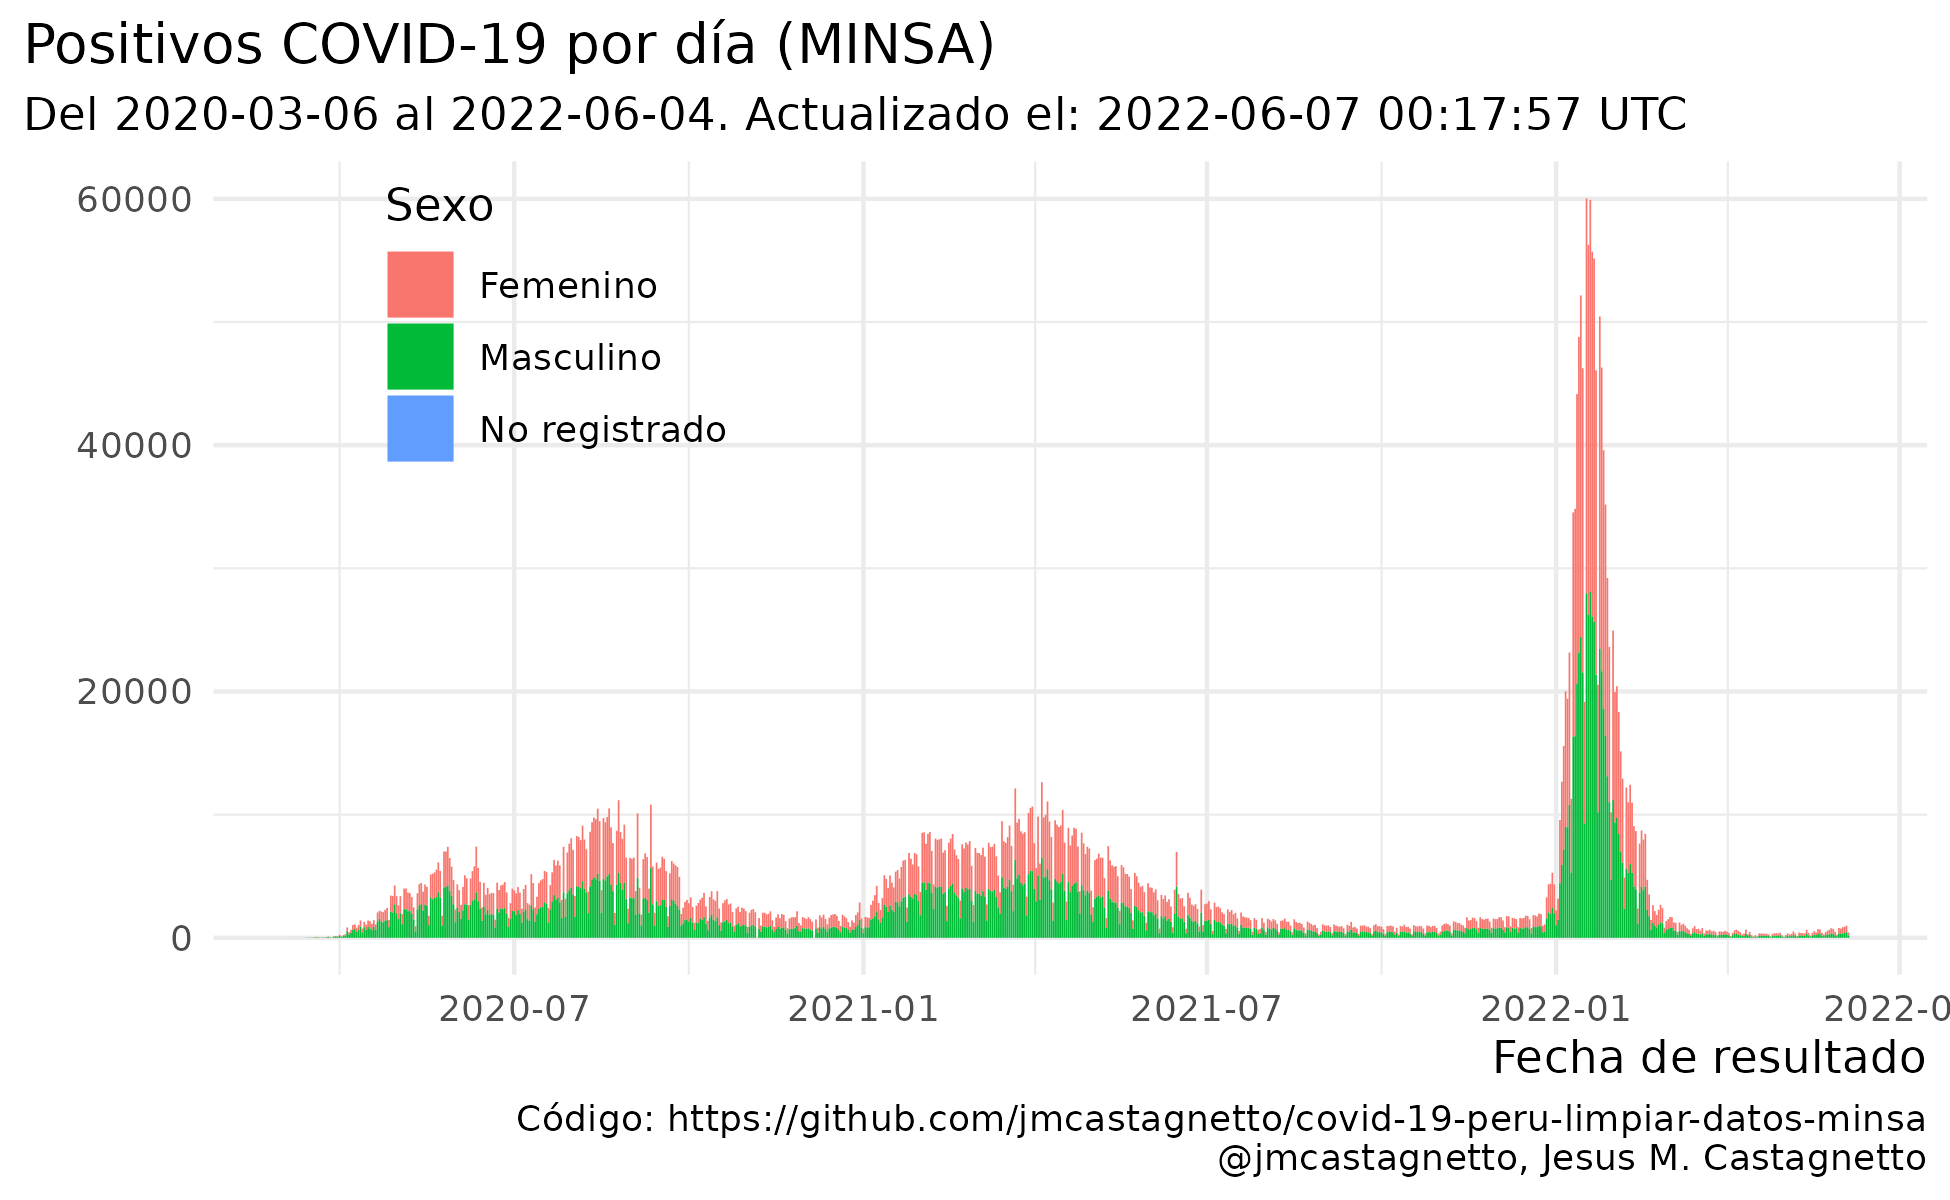 Positivos COVID-19 por día (MINSA)
Del 2020-03-06 al 2022-06-04. Actualizado el: 2022-06-07 00:17:57 UTC
Sexo
Femenino
Masculino
No registrado
60000
40000
20000
0
2020-07 2021-01 2021-07 2022-01 2022-0
Fecha de resultado
Código: https://github.com/jmcastagnetto/covid-19-peru-limpiar-datos-minsa
@jmcastagnetto, Jesus M. Castagnetto